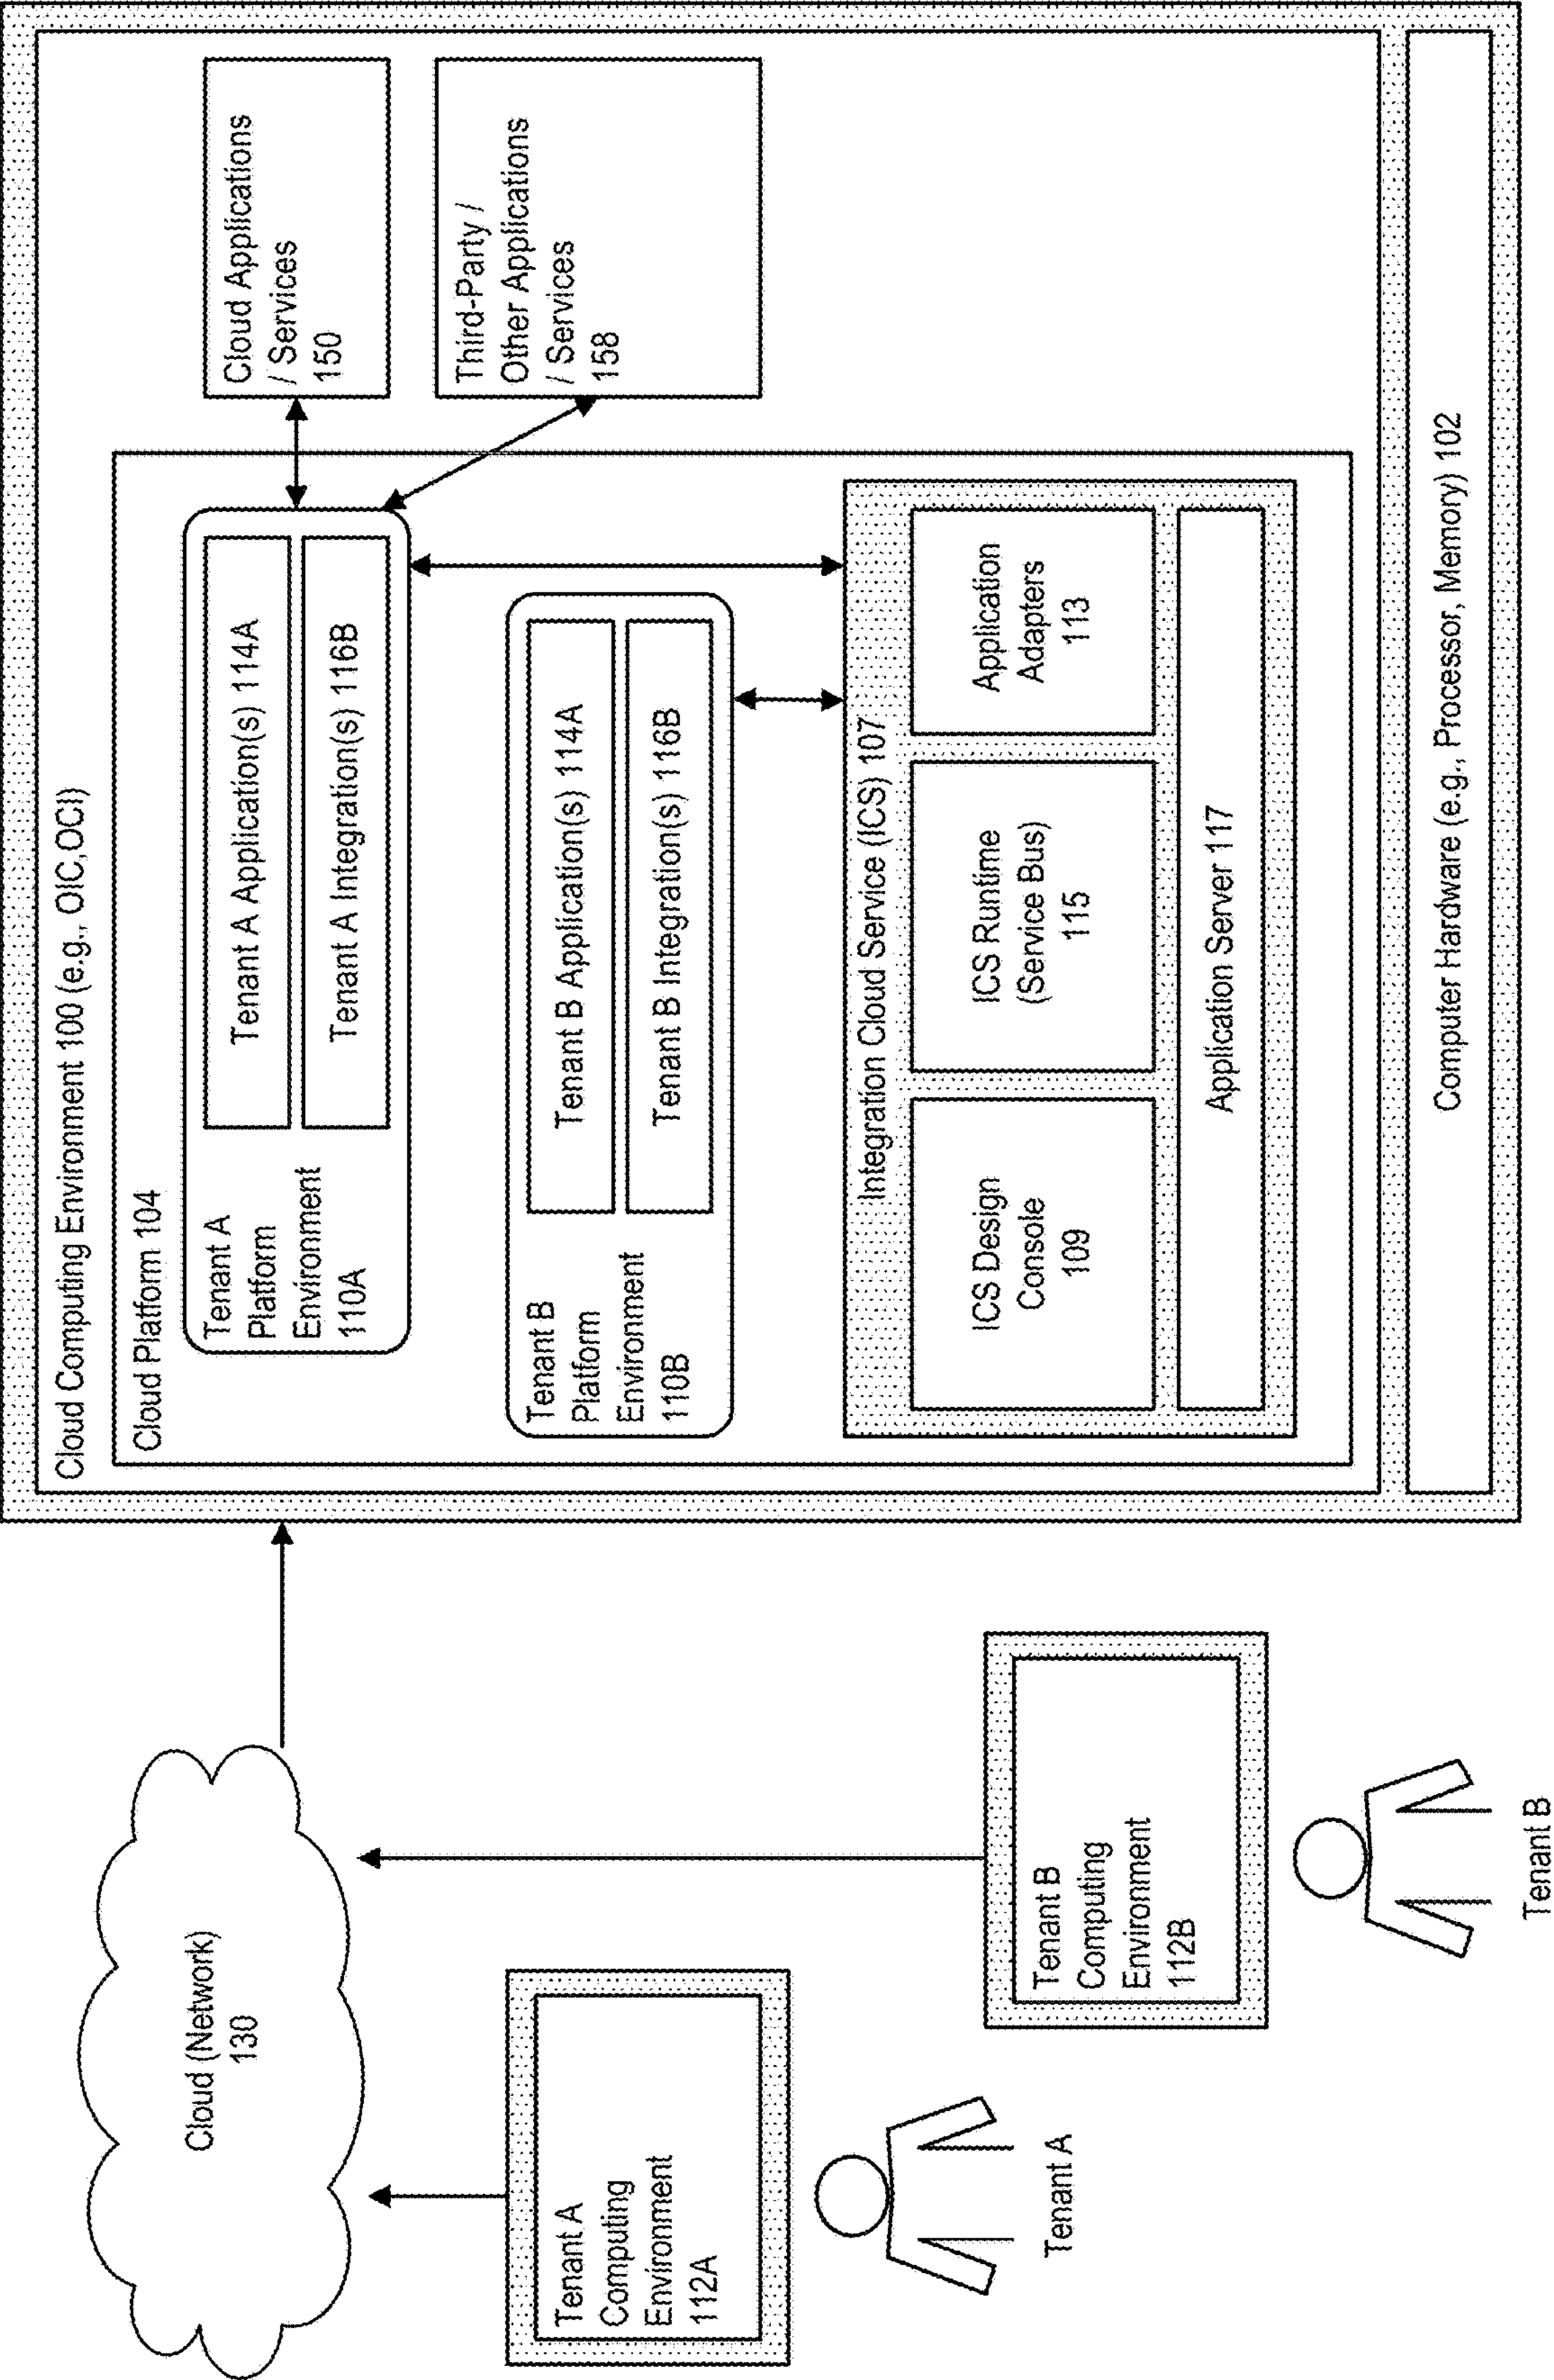 Cloud Computing Environment 100 (e.g., OIC,OCI)
Cloud Platform 104
Tenant A
Platform
Environment
110A
Tenant A Application(s) 114A
Tenant A Integration(s) 116B
Cloud Applications
/ Services
150
Third-Party /
Other Applications
/ Services
158
Tenant B
Platform
Environment
110B
Tenant B Application(s) 114A
Tenant B Integration(s) 116B
Integration Cloud Service (ICS) 107
ICS Design
Console
109
ICS Runtime
(Service Bus)
115
Application
Adapters
113
Application Server 117
Computer Hardware (e.g., Processor, Memory) 102
Cloud (Network)
130
Tenant A
Computing
Environment
112A
Tenant A
Tenant B
Computing
Environment
112B
Tenant B